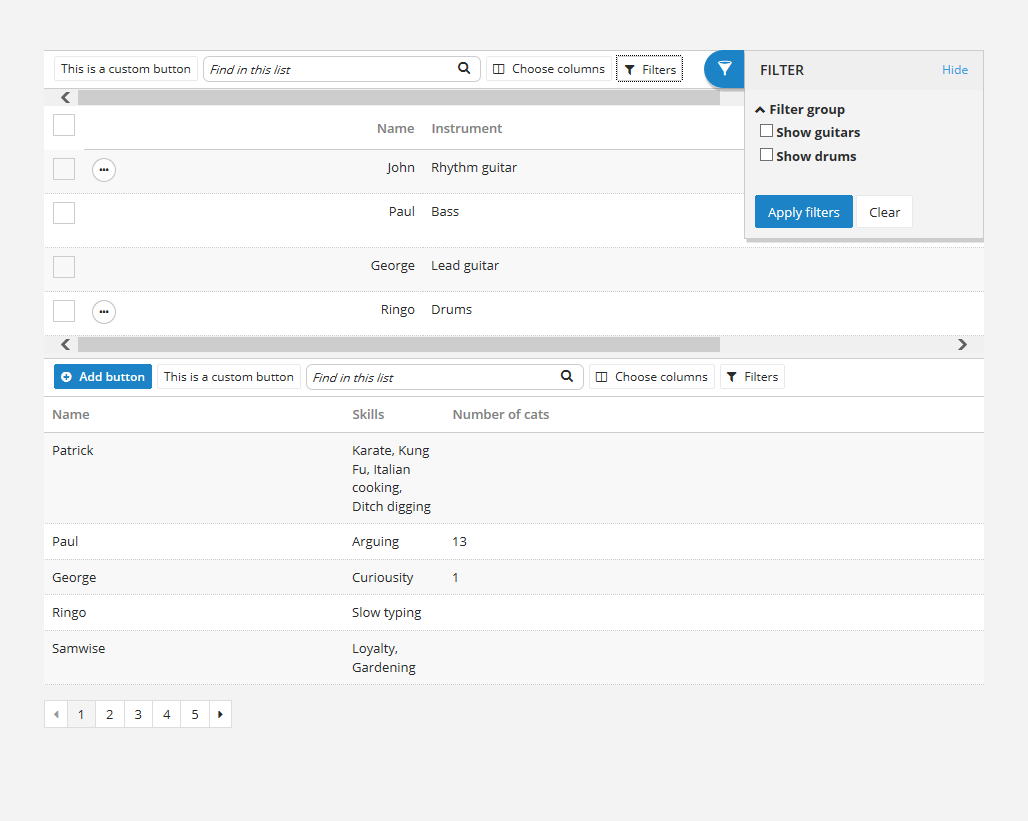 This is a custom button Find in this list Choose columns Filters FILTER Hide
Filter group
Show guitars
Show drums
Apply filters Clear
Name Instrument
John Rhythm guitar
Paul Bass
George Lead guitar
Ringo Drums
Add button This is a custom button Find in this list Choose columns Filters
Name Skills Number of cats
Patrick Karate, Kung
Fu, Italian
cooking,
Ditch digging
Paul Arguing 13
George Curiousity 1
Ringo Slow typing
Samwise Loyalty,
Gardening
1 2 3 4 5